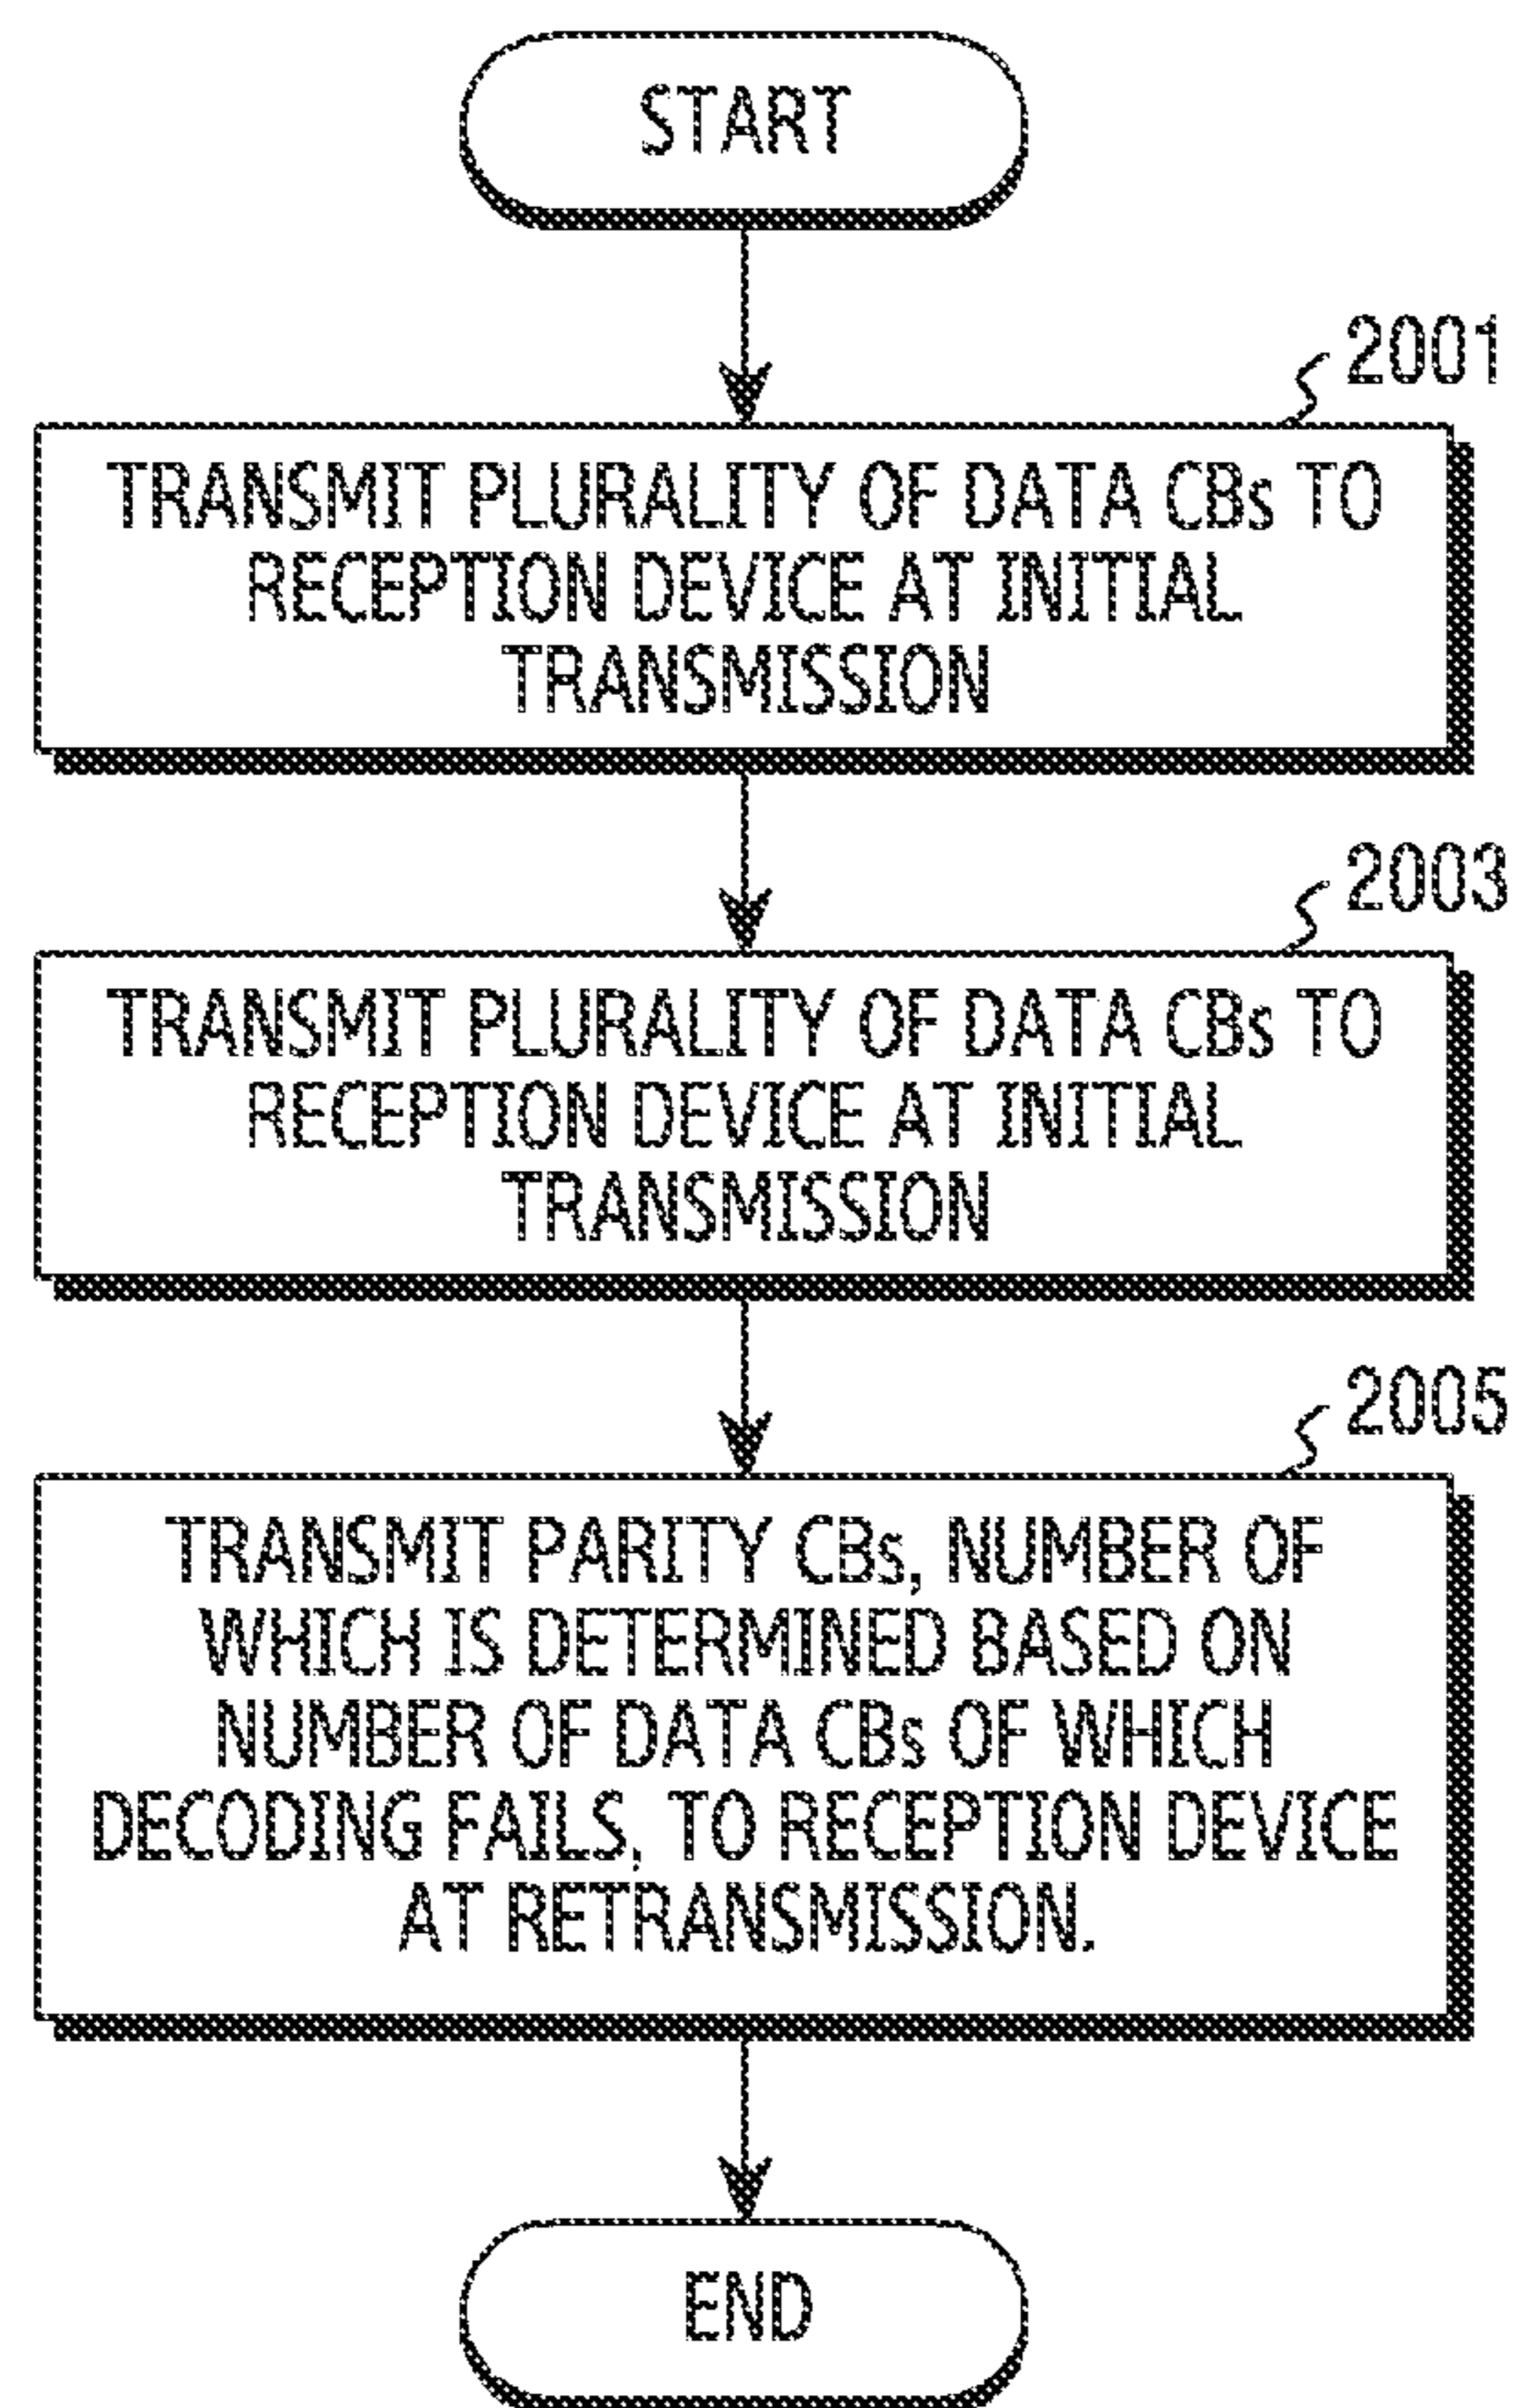 START
2001
TRANSMIT PLURALITY OF DATA CBs TO
RECEPTION DEVICE AT INITIAL
TRANSMISSION
2003
TRANSMIT PLURALITY OF DATA CBs TO
RECEPTION DEVICE AT INITIAL
TRANSMISSION
2005
TRANSMIT PARITY CBs, NUMBER OF
WHICH IS DETERMINED BASED ON
NUMBER OF DATA CBs OF WHICH
DECODING FAILS, TO RECEPTION DEVICE
AT RETRANSMISSION.
END